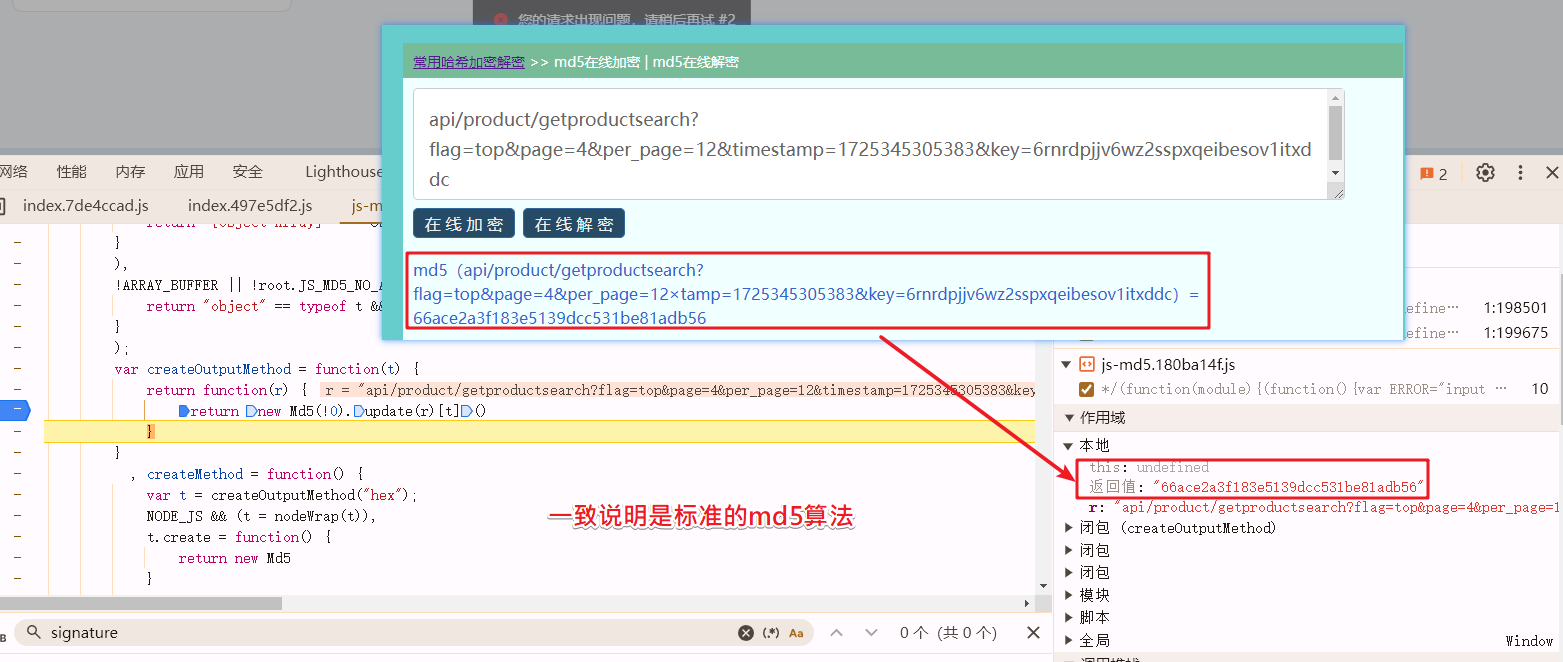 您的请求出现问题，请稍后再试 #2
常用哈希加密解密 >> md5在线加密 | md5在线解密
api/product/getproductsearch?
flag=top&page=4&per_page=12&timestamp=1725345305383&key=6rnrdpjjv6wz2sspxqeibesov1itxd
dc
在线加密 在线解密
md5（api/product/getproductsearch?
flag=top&page=4&per_page=12×tamp=1725345305383&key=6rnrdpjjv6wz2sspxqeibesov1itxddc）=
66ace2a3f183e5139dcc531be81adb56
网络 性能 内存 应用 安全 Lighthouse
2
index.7de4ccad.js index.497e5df2.js js-m
return "[object Array]"
}
),
!ARRAY_BUFFER || !root.JS_MD5_NO_A
return "object" == typeof t &&
}
);
var createOutputMethod = function(t) {
return function(r) { r = "api/product/getproductsearch?flag=top&page=4&per_page=12&timestamp=1725345305383&key
return new Md5(!0).update(r)[t]()
}
}
, createMethod = function() {
var t = createOutputMethod("hex");
NODE_JS && (t = nodeWrap(t)),
t.create = function() {
return new Md5
}
一致说明是标准的md5算法
efine… 1:198501
efine… 1:199675
js-md5.180ba14f.js
*/(function(module){(function(){var ERROR="input … 10
作用域
本地
this: undefined
返回值: "66ace2a3f183e5139dcc531be81adb56"
r: "api/product/getproductsearch?flag=top&page=4&per_page=1
闭包 (createOutputMethod)
闭包
闭包
模块
脚本
全局 Window
调用堆栈
signature
(.*) Aa
0 个 (共 0 个)